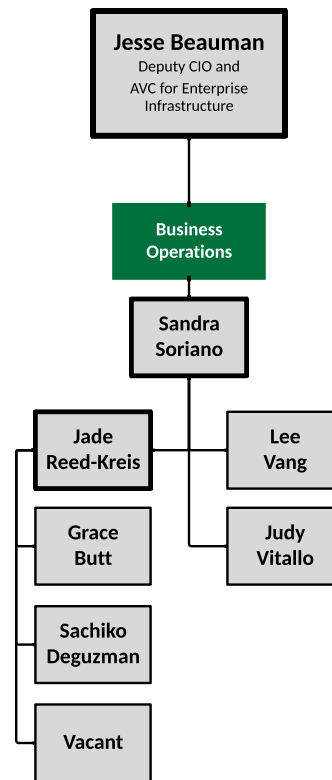 Jesse Beauman
Deputy CIO and
AVC for Enterprise
Infrastructure
Business
Operations
Sandra
Soriano
Jade
Reed-Kreis
Lee
Vang
Grace
Butt
Judy
Vitallo
Sachiko
Deguzman
Vacant